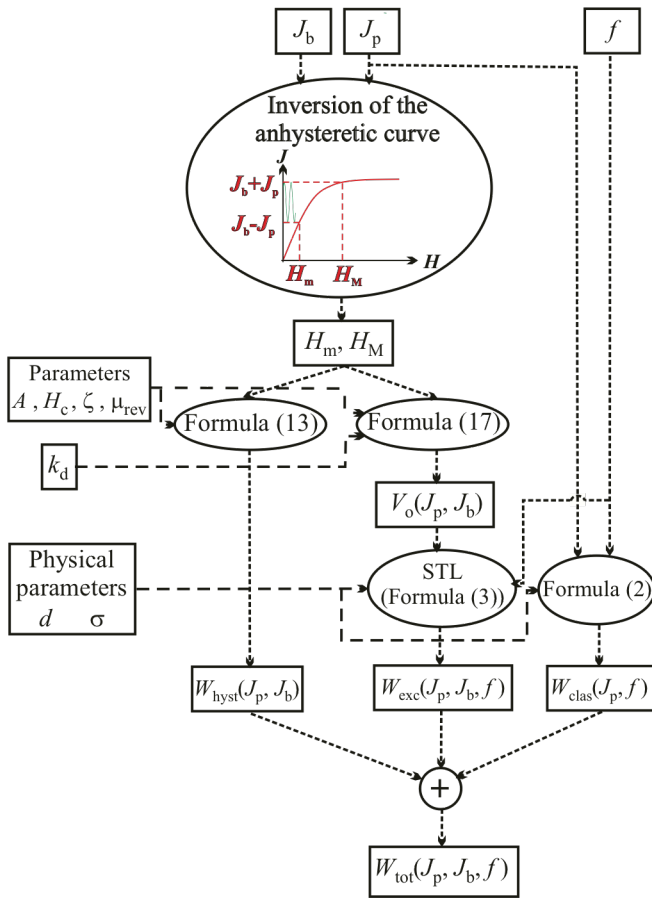 J_b
J_p
f
Inversion of the
anhysteretic curve
J
J_b+J_p
J_b-J_p
H_m
H_M
H
H_m, H_M
Parameters
A , H_c, ζ , μ_rev
Formula (13)
Formula (17)
k_d
V_o(J_p, J_b)
Physical
parameters
d σ
STL
(Formula (3))
Formula (2)
W_hyst(J_p, J_b)
W_exc(J_p, J_b, f)
W_clas(J_p, f)
+
W_tot(J_p, J_b, f)